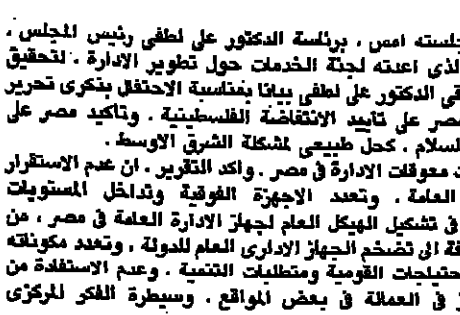 جلسته امس ، برئاسة الدكتور على لطفى رئيس المجلس ،
الذى اعدته لجنة الخدمات حول تطوير الادارة . لتحقيق
قى الدكتور على لطفى بيانا بمناسبة الاحتفال بذكرى تحرير
مصر على تأييد الانتفاضة الفلسطينية . وتأكيد مصر على
لسلام . كحل طبيعى لمشكلة الشرق الاوسط .
ت معوقات الادارة فى مصر . واكد التقرير . ان عدم الاستقرار
العامة . وتعدد الاجهزة الفوقية وتداخل المستويات
فى تشكيل الهيكل العام لجهاز الادارة العامة فى مصر ، من
فة الى تضخم الجهاز الادارى العام للدولة . وتعدد مكوناته
حتياجات القومية ومتطلبات التنمية . وعدم الاستفادة من
ز فى العمالة فى بعض المواقع . وسيطرة الفكر المركزى